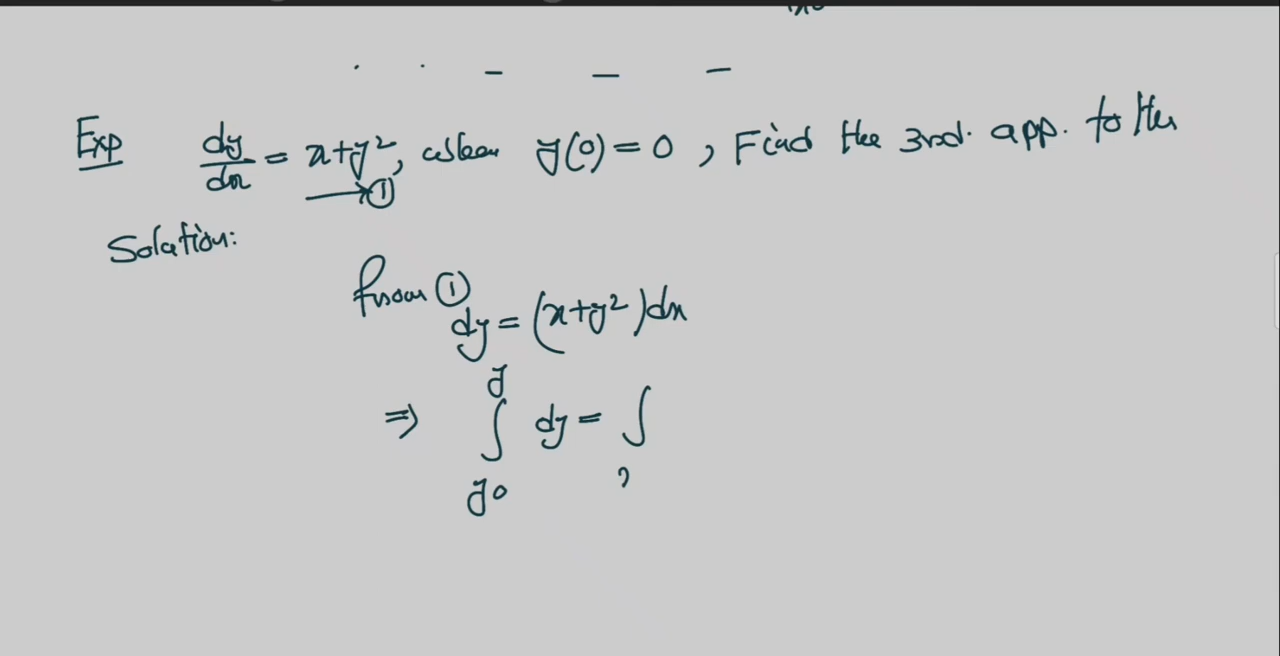 Exp dy/dx = x+y², when y(0)=0, Find the 3rd. app. to the
→①
Solution:
from ①
dy = (x+y²)dx
⇒ ∫_{y0}^{y} dy = ∫